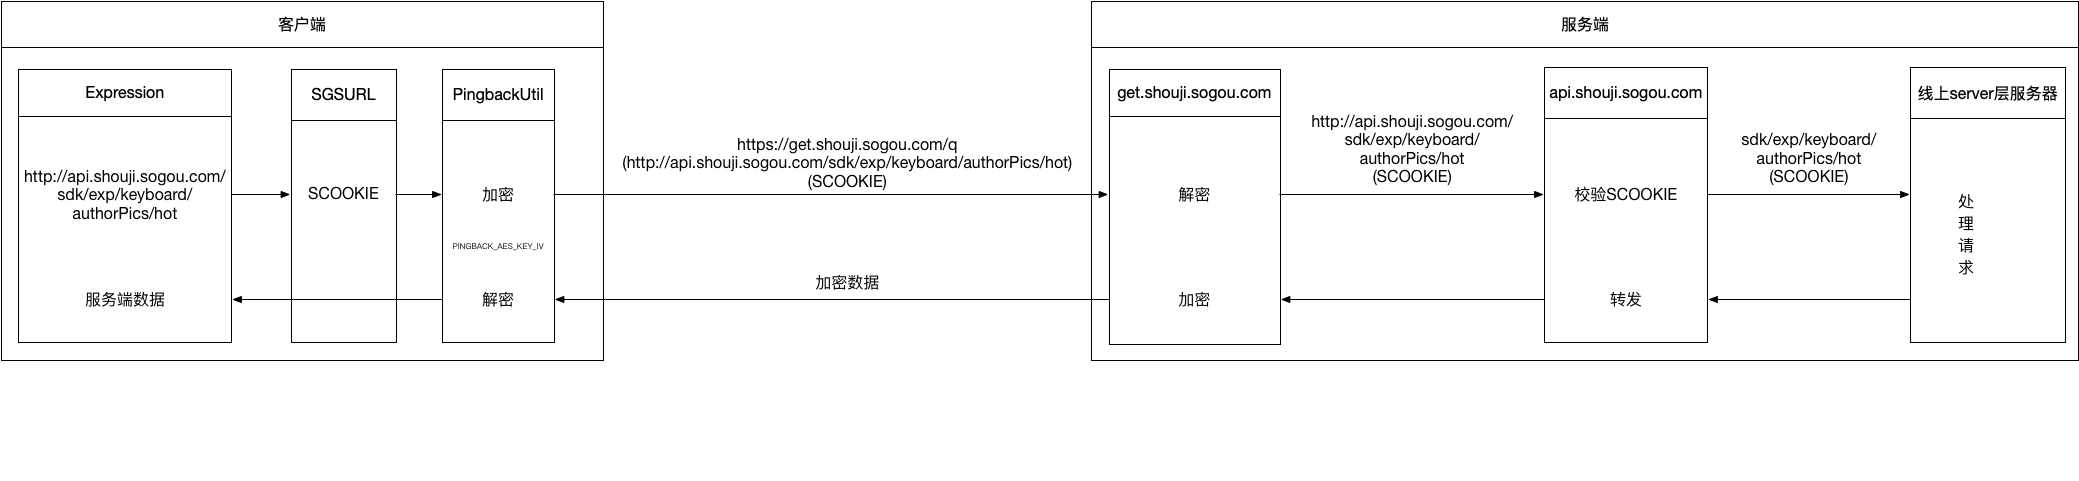 客户端
Expression
SGSURL
PingbackUtil
http://api.shouji.sogou.com/
sdk/exp/keyboard/
authorPics/hot
SCOOKIE
加密
PINGBACK_AES_KEY_IV
服务端数据
解密
https://get.shouji.sogou.com/q
(http://api.shouji.sogou.com/sdk/exp/keyboard/authorPics/hot)
(SCOOKIE)
加密数据
服务端
get.shouji.sogou.com
api.shouji.sogou.com
线上server层服务器
解密
http://api.shouji.sogou.com/
sdk/exp/keyboard/
authorPics/hot
(SCOOKIE)
校验SCOOKIE
sdk/exp/keyboard/
authorPics/hot
(SCOOKIE)
处
理
请
求
加密
转发